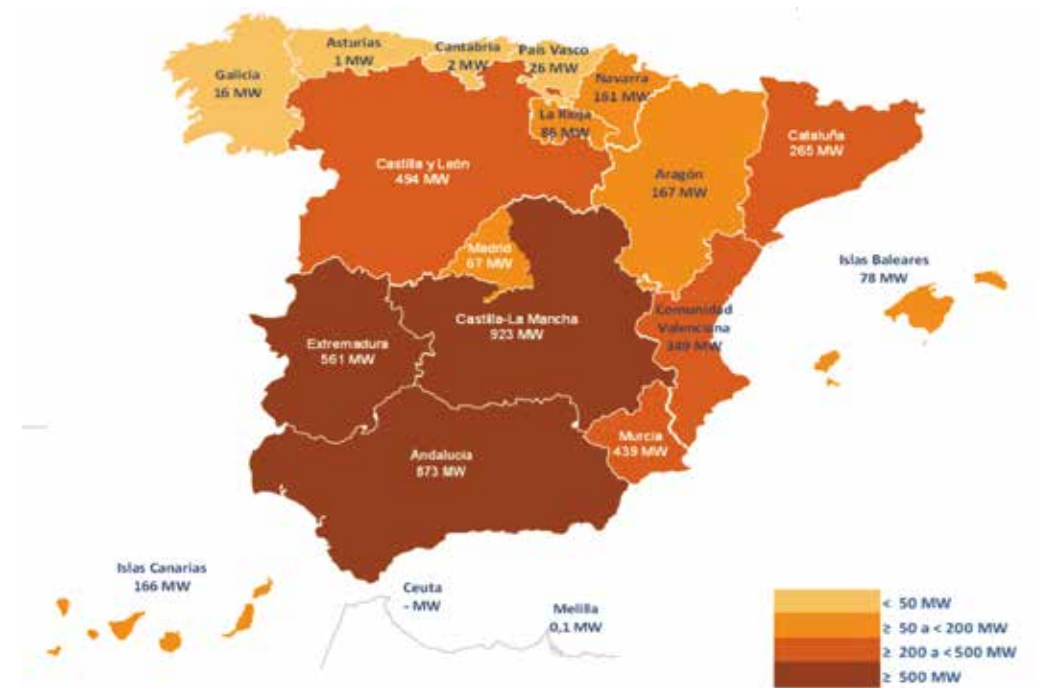 Asturias
1 MW
Cantabria
2 MW
País Vasco
26 MW
Galicia
16 MW
Navarra
161 MW
La Rioja
86 MW
Cataluña
265 MW
Castilla y León
494 MW
Aragón
167 MW
Madrid
67 MW
Islas Baleares
78 MW
Comunidad
Valenciana
349 MW
Castilla-La Mancha
923 MW
Extremadura
561 MW
Murcia
439 MW
Andalucia
873 MW
Islas Canarias
166 MW
Ceuta
- MW
Melilla
0,1 MW
< 50 MW
≥ 50 a < 200 MW
≥ 200 a < 500 MW
≥ 500 MW